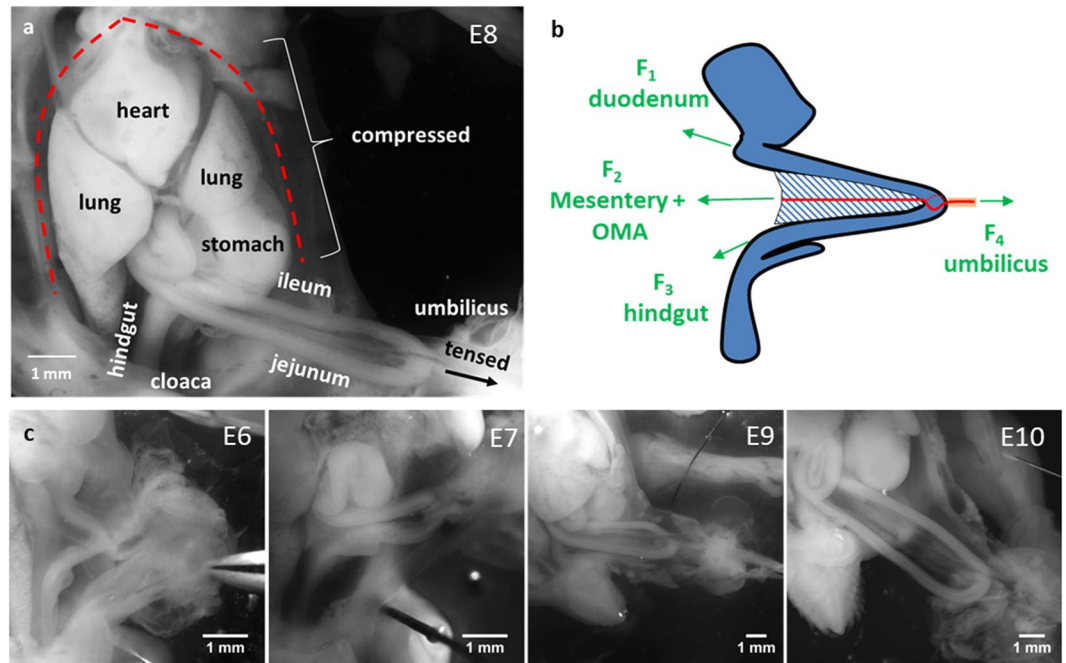 a
E8
heart
lung
lung
stomach
compressed
ileum
umbilicus
tensed
hindgut
jejunum
cloaca
1 mm
b
F1
duodenum
F2
Mesentery +
OMA
F3
hindgut
F4
umbilicus
c
E6
1 mm
E7
1 mm
E9
1 mm
E10
1 mm